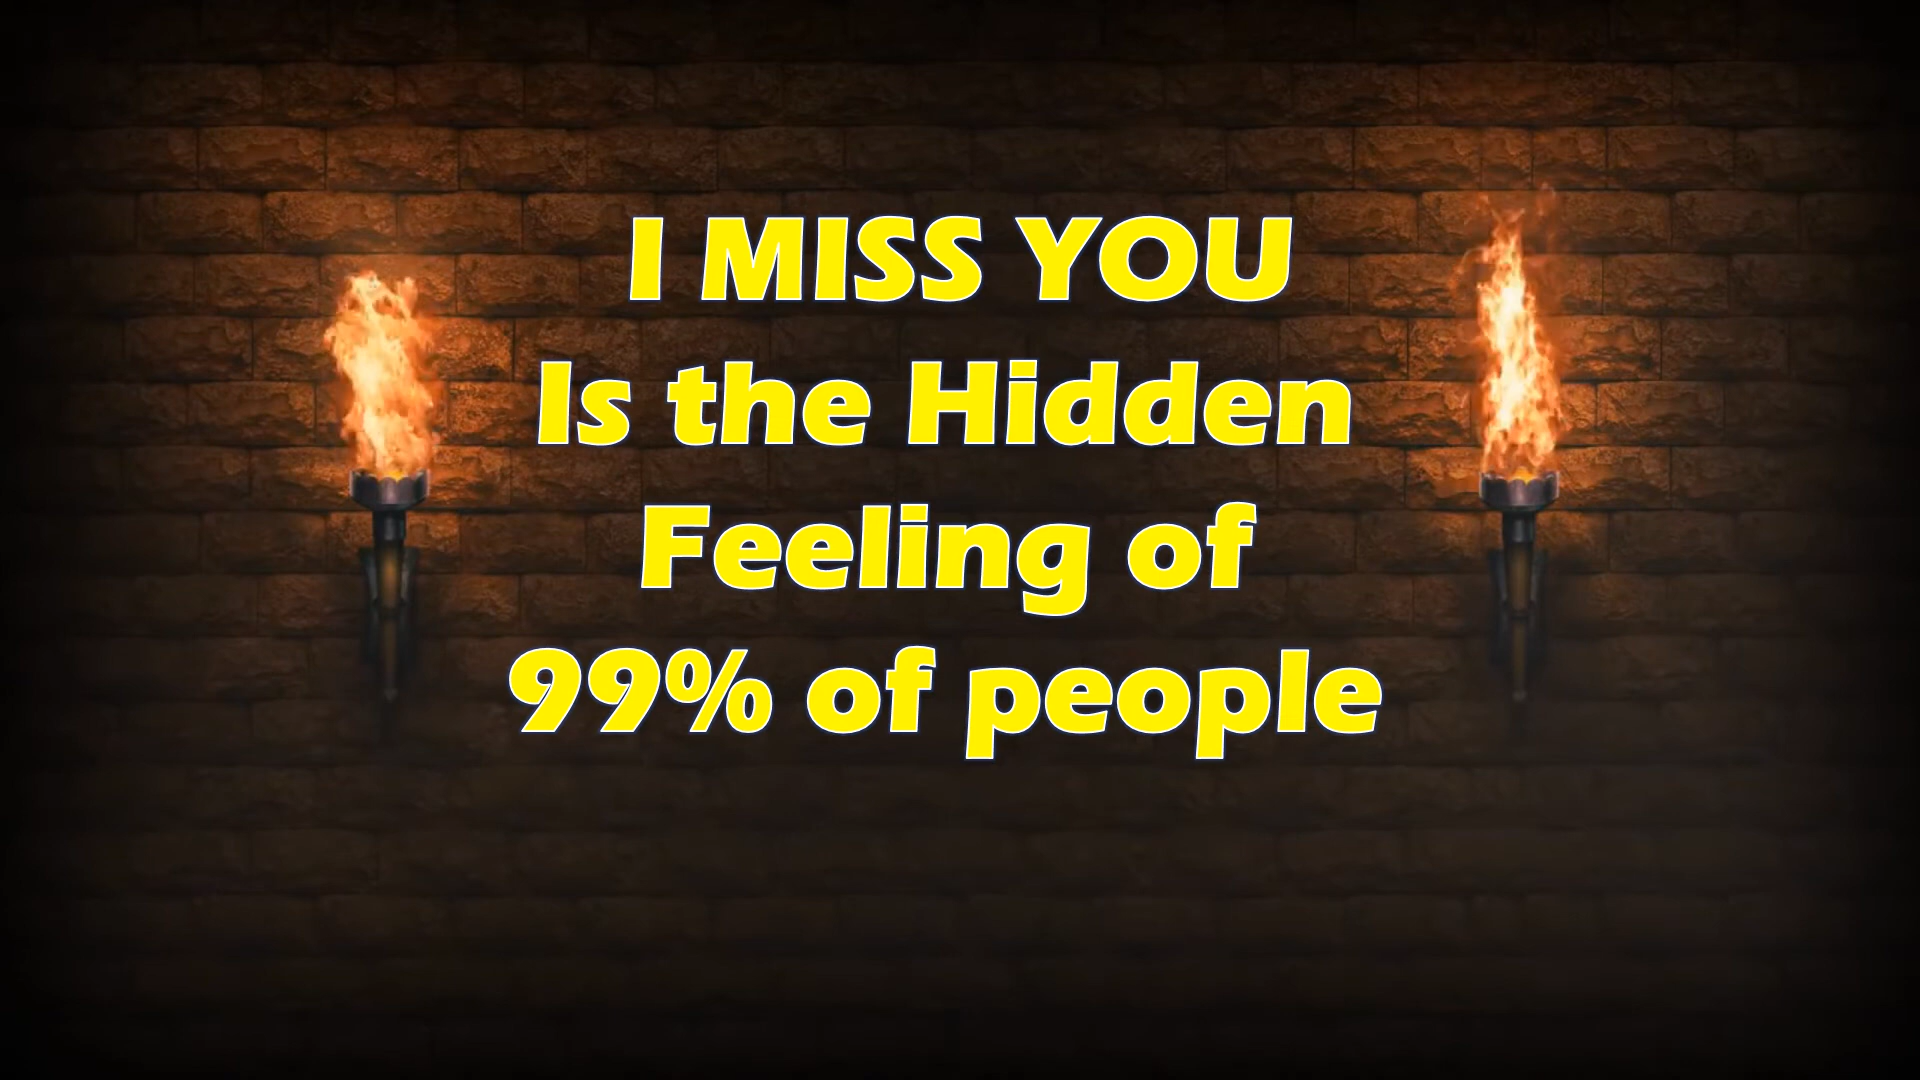 I MISS YOU
Is the Hidden
Feeling of
99% of people